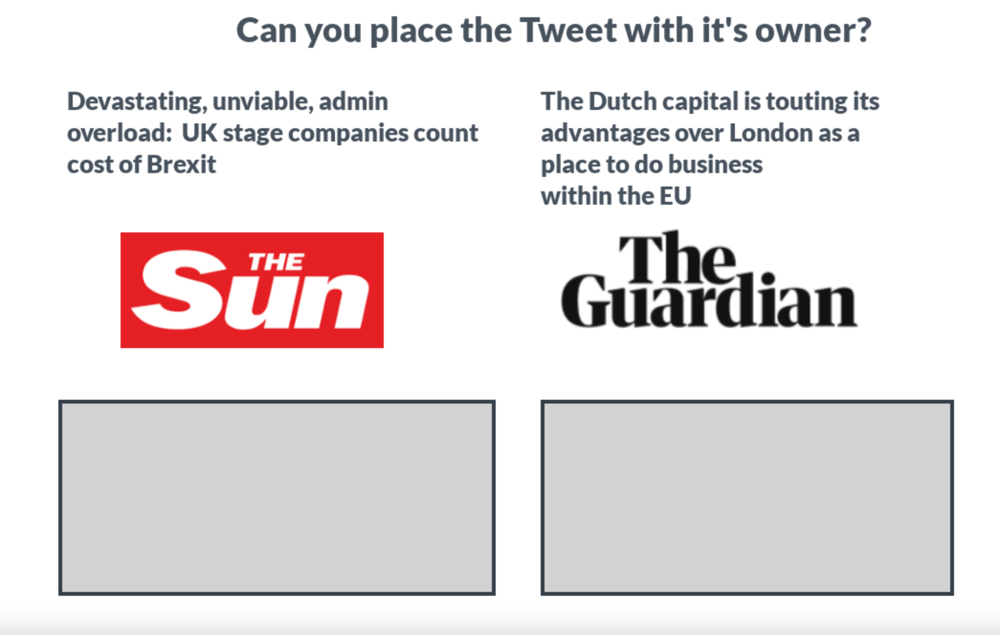 Can you place the Tweet with it's owner?
Devastating, unviable, admin
overload: UK stage companies count
cost of Brexit
The Dutch capital is touting its
advantages over London as a
place to do business
within the EU
THE
Sun
The
Guardian